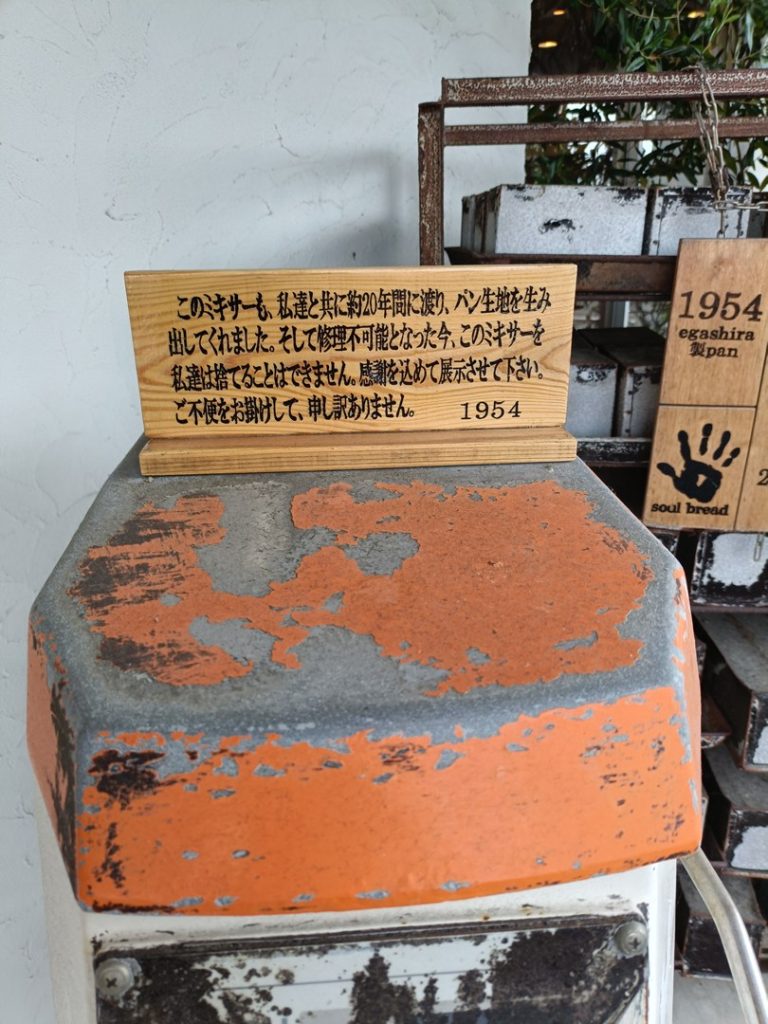 このミキサーも、私達と共に約20年間に渡り、パン生地を生み
出してくれました。そして修理不可能となった今、このミキサーを
私達は捨てることはできません。感謝を込めて展示させて下さい。
ご不便をお掛けして、申し訳ありません。 1954
1954
egashira
製pan
soul bread
2